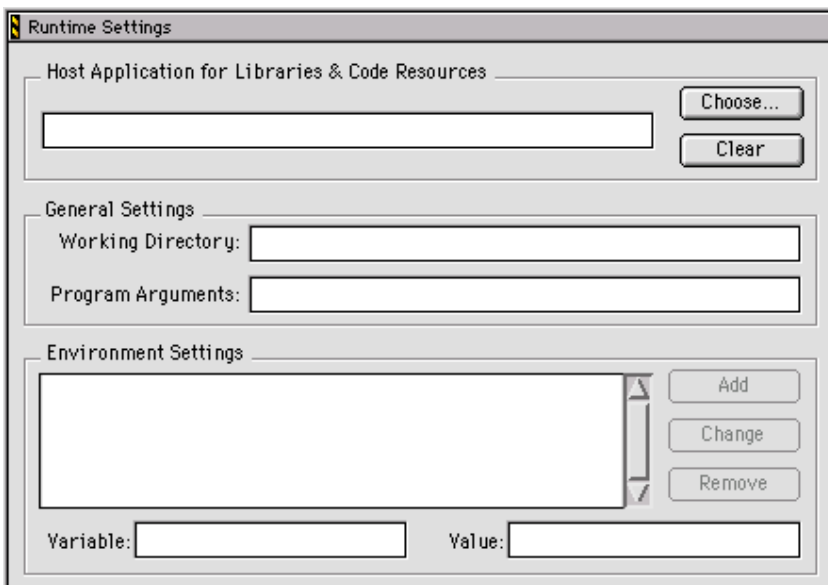 Runtime Settings
Host Application for Libraries & Code Resources
Choose...
Clear
General Settings
Working Directory:
Program Arguments:
Environment Settings
Add
Change
Remove
Variable:
Value: